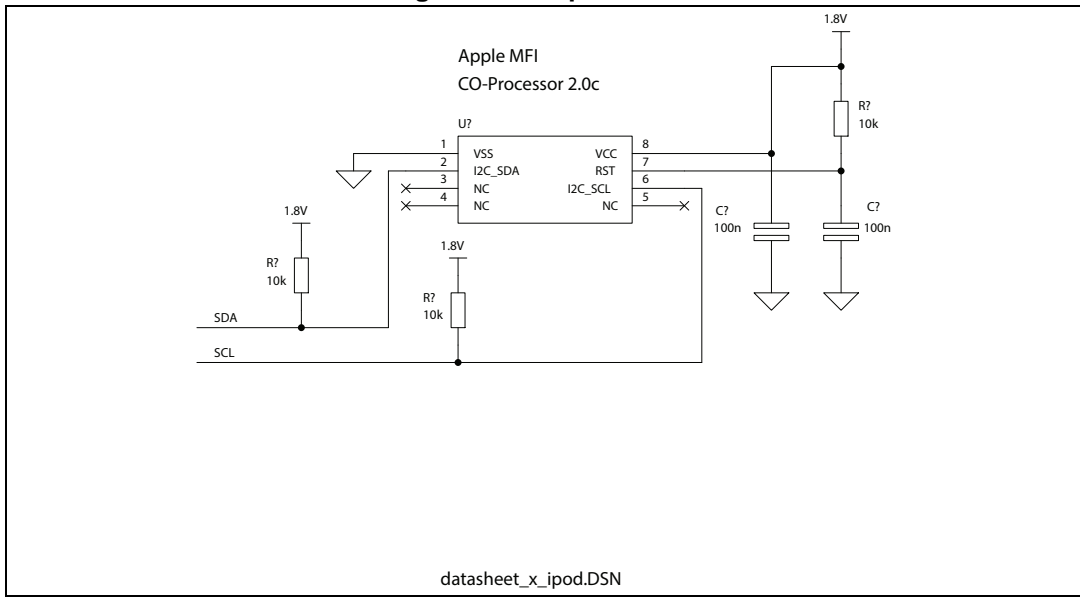 1.8V
Apple MFI
CO-Processor 2.0c
R?
10k
U?
1 VSS VCC 8
2 I2C_SDA RST 7
3 NC I2C_SCL 6
4 NC NC 5
1.8V
C?
100n
C?
100n
1.8V
R?
10k
R?
10k
SDA
SCL
datasheet_x_ipod.DSN